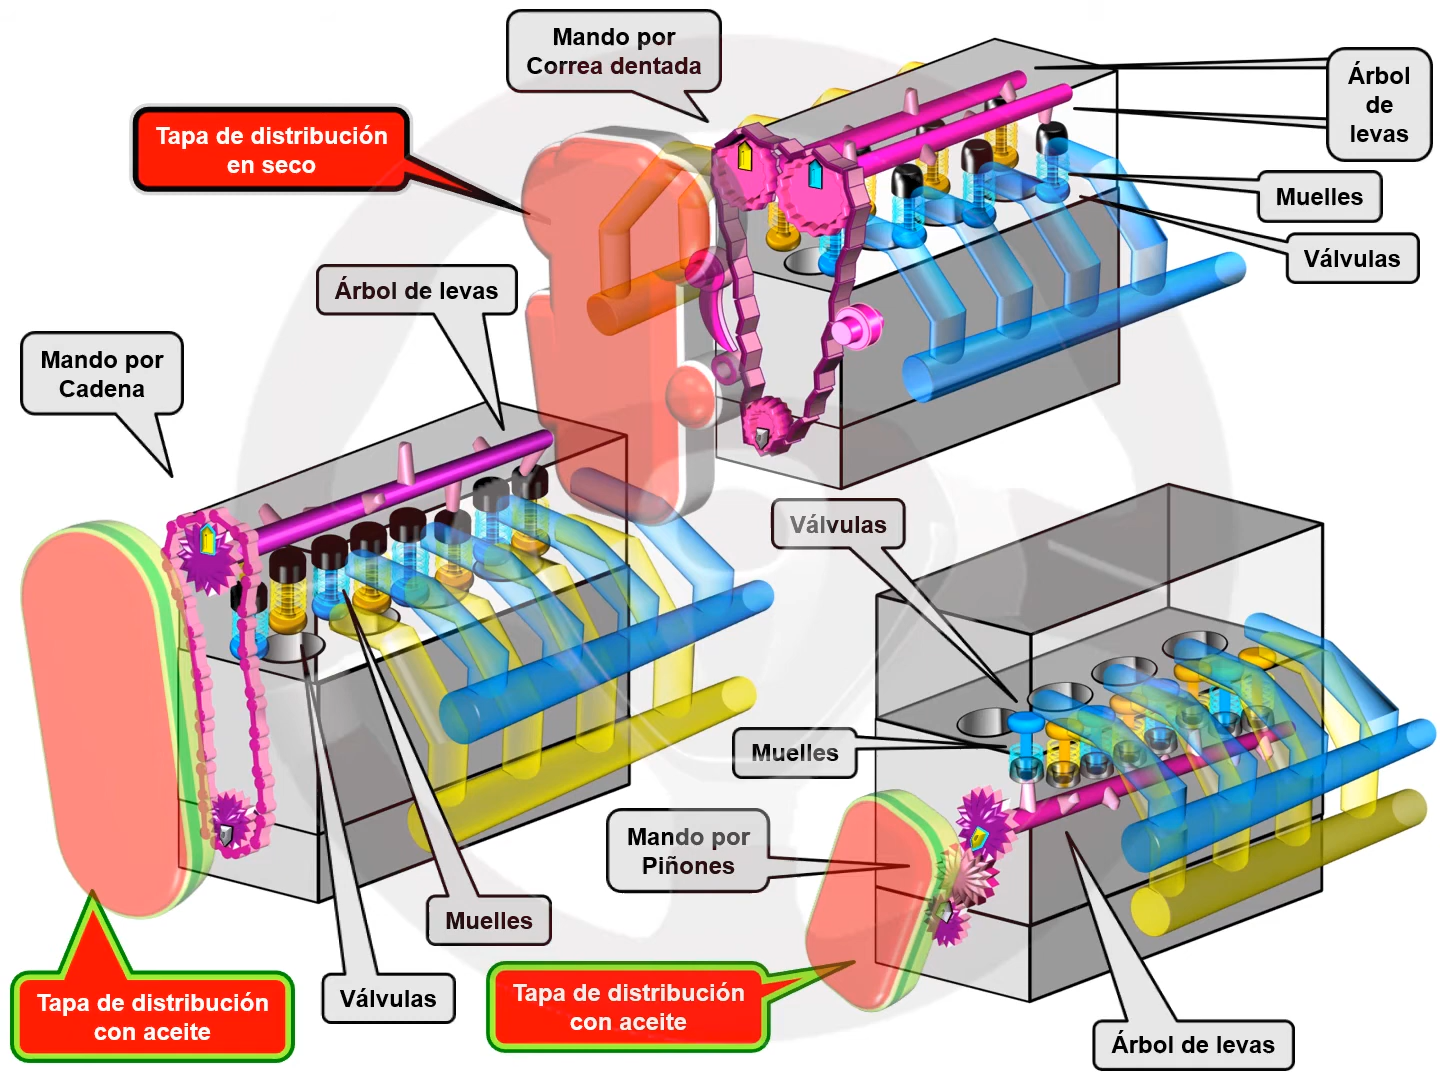 Mando por
Correa dentada
Árbol
de
levas
Tapa de distribución
en seco
Muelles
Válvulas
Árbol de levas
Mando por
Cadena
Válvulas
Muelles
Mando por
Piñones
Muelles
Válvulas
Tapa de distribución
con aceite
Tapa de distribución
con aceite
Árbol de levas